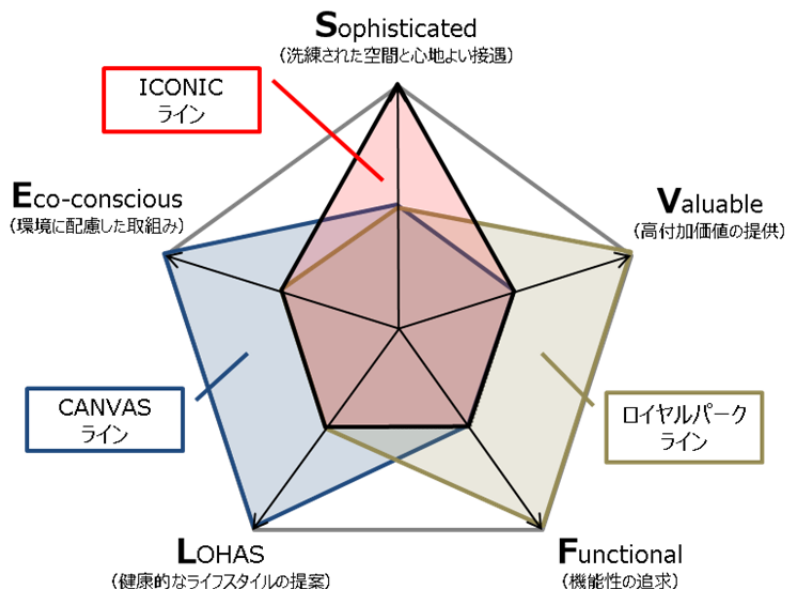 Sophisticated
(洗練された空間と心地よい接遇)
ICONIC
ライン
Eco-conscious
(環境に配慮した取組み)
Valuable
(高付加価値の提供)
CANVAS
ライン
ロイヤルパーク
ライン
LOHAS
(健康的なライフスタイルの提案)
Functional
(機能性の追求)